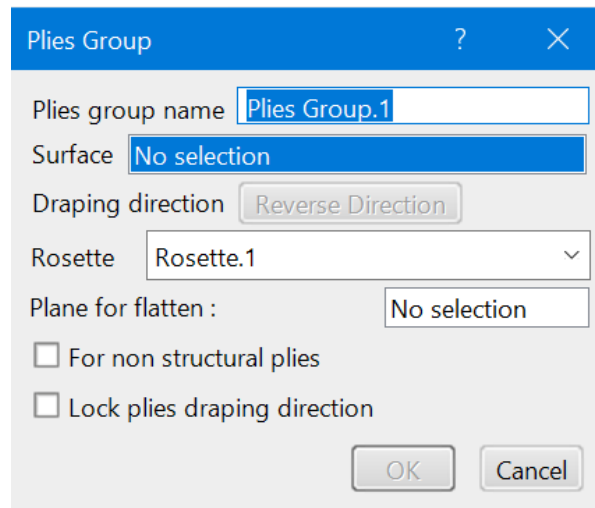 Plies Group ?
Plies group name Plies Group.1
Surface No selection
Draping direction Reverse Direction
Rosette Rosette.1
Plane for flatten : No selection
For non structural plies
Lock plies draping direction
OK Cancel